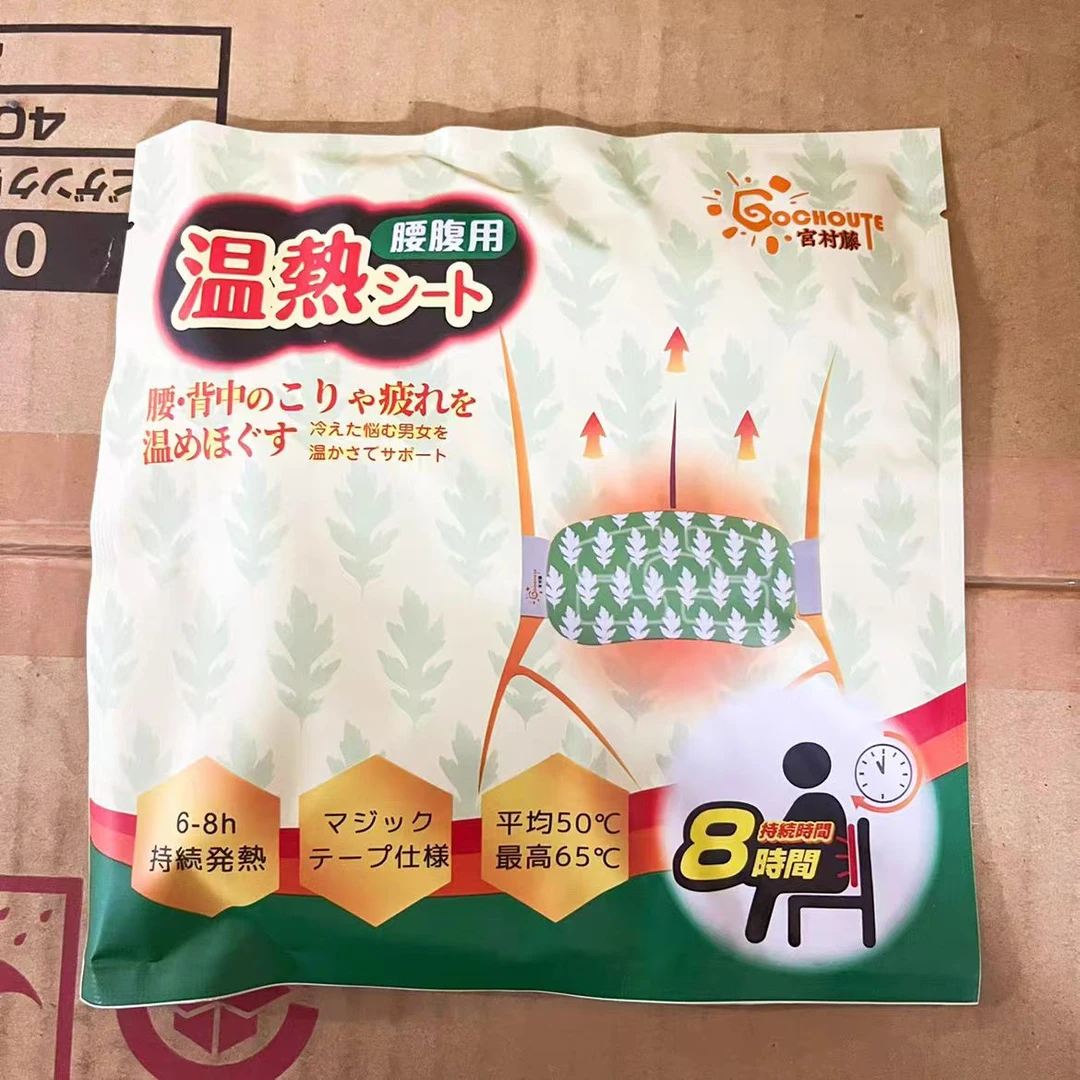 40
0
GOCHOUTE
宮村藤
腰腹用
温熱シート
腰・背中のこりや疲れを
温めほぐす
冷えた悩む男女を
温かさてサポート
6-8h
持続発熱
マジック
テープ仕様
平均50℃
最高65℃
8時間
持続時間